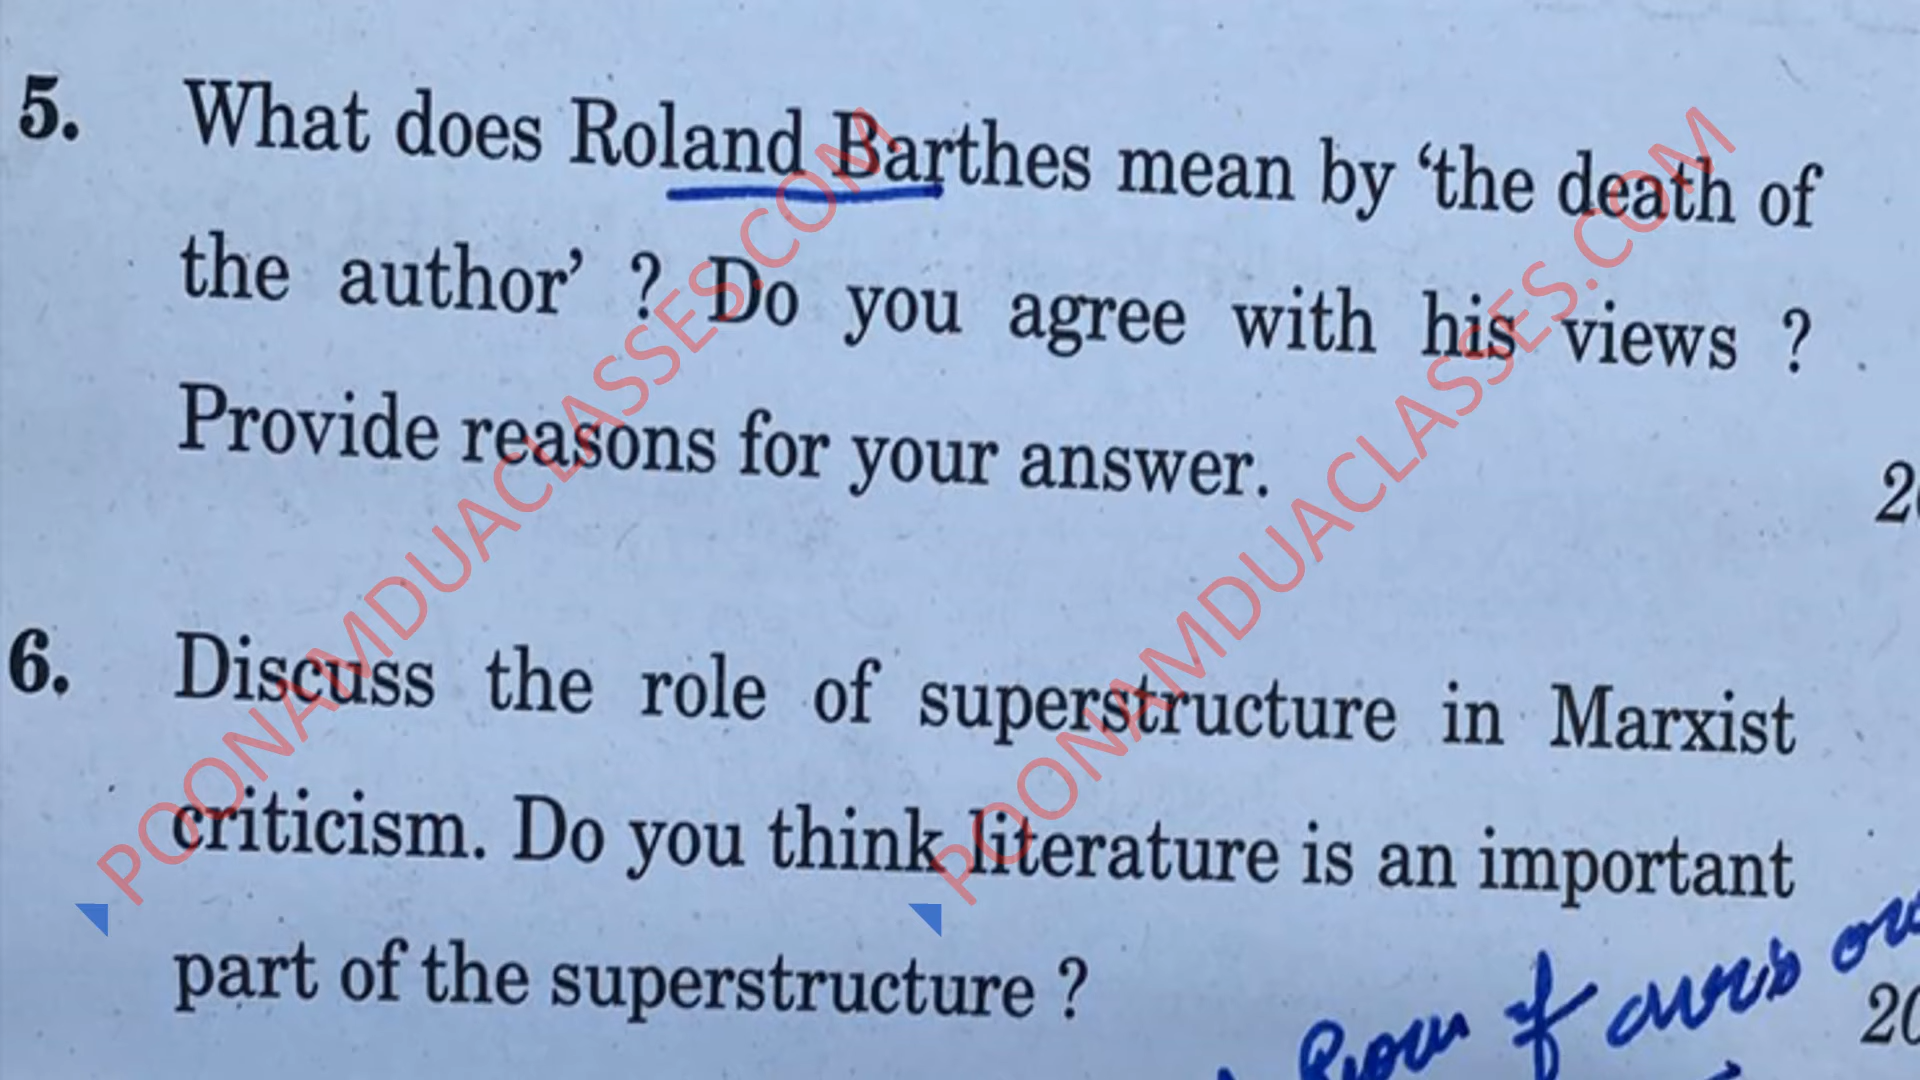 5. What does Roland Barthes mean by ‘the death of
the author’ ? Do you agree with his views ?
Provide reasons for your answer.
6. Discuss the role of superstructure in Marxist
criticism. Do you think literature is an important
part of the superstructure ?
of
POONAMDUACLASSES.COM
POONAMDUACLASSES.COM